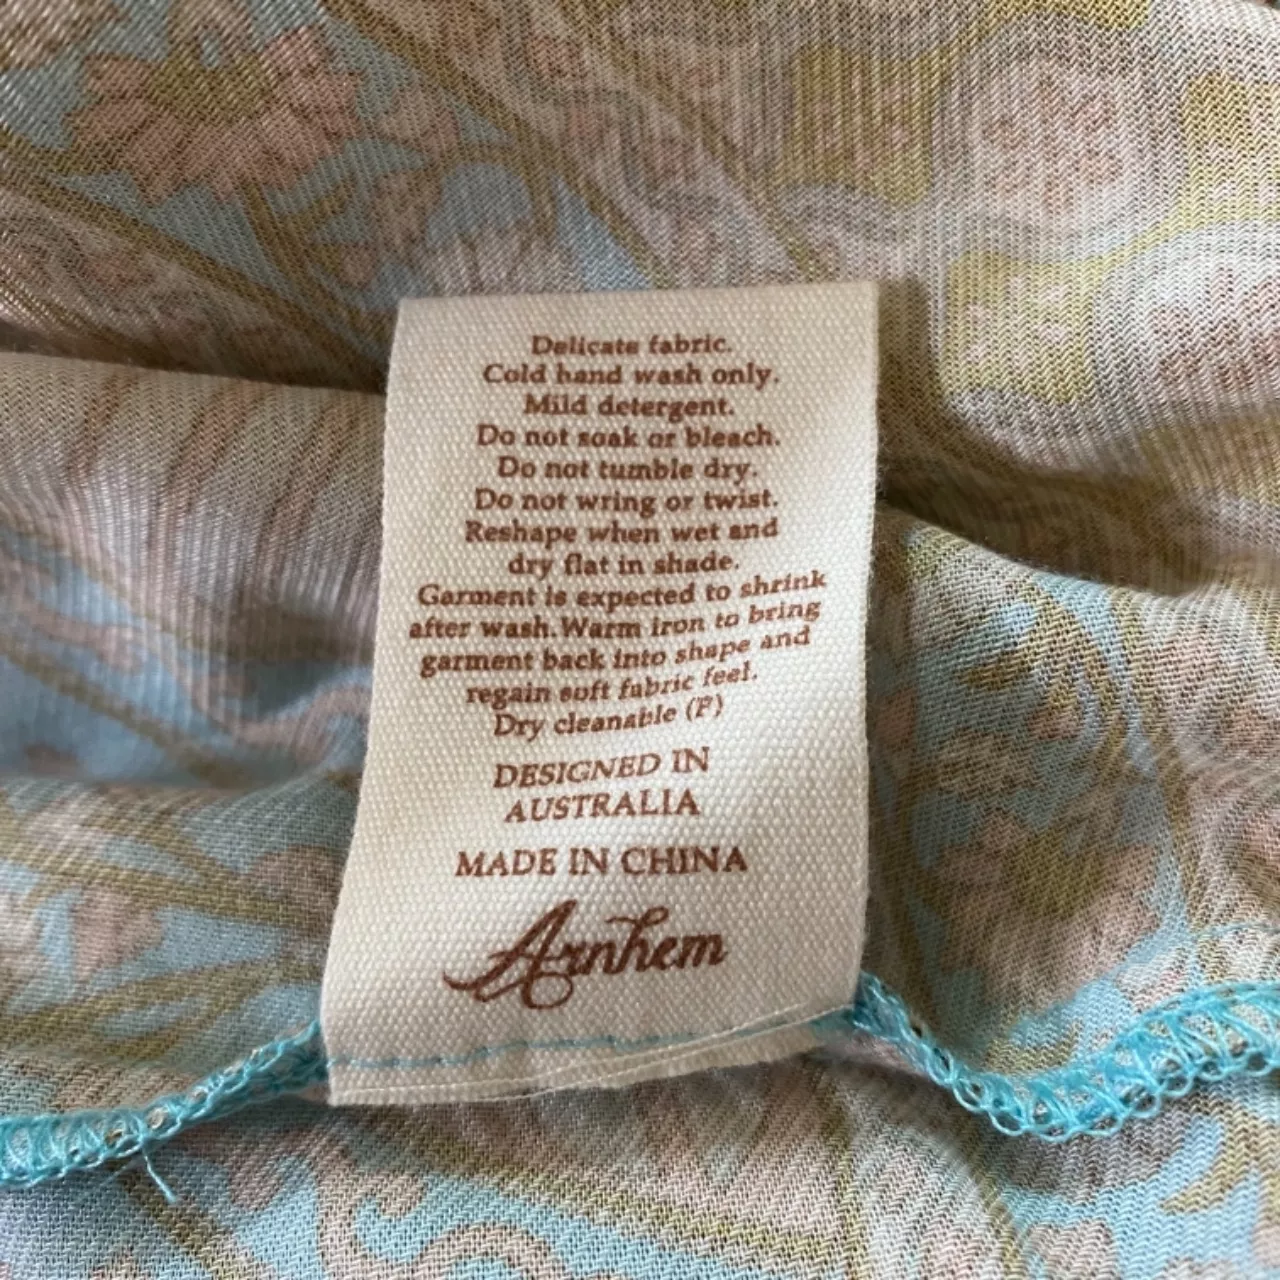 Delicate fabric.
Cold hand wash only.
Mild detergent.
Do not soak or bleach.
Do not tumble dry.
Do not wring or twist.
Reshape when wet and
dry flat in shade.
Garment is expected to shrink
after wash.Warm iron to bring
garment back into shape and
regain soft fabric feel.
Dry cleanable (F)
DESIGNED IN
AUSTRALIA
MADE IN CHINA
Arnhem